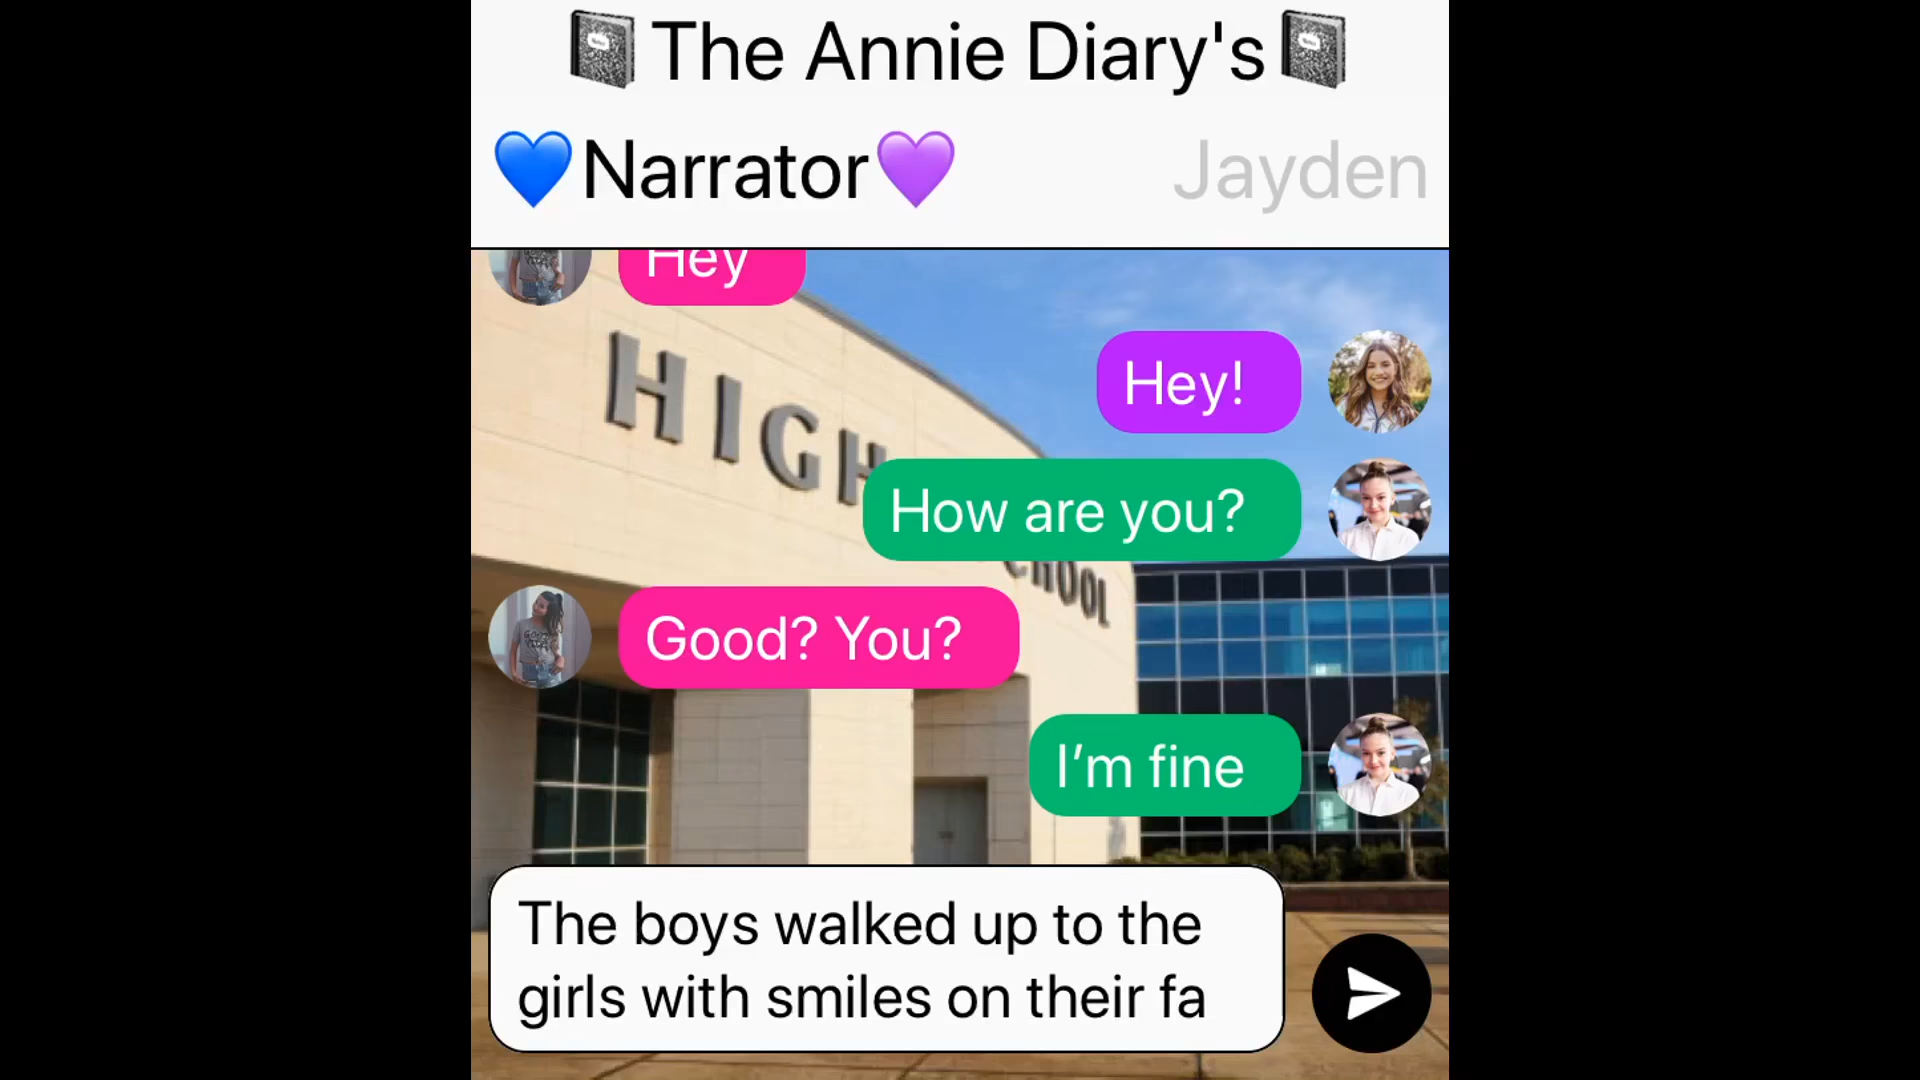 The Annie Diary's
Narrator
Jayden
Hey
HIGH
Hey!
How are you?
Good? You?
I’m fine
The boys walked up to the
girls with smiles on their fa